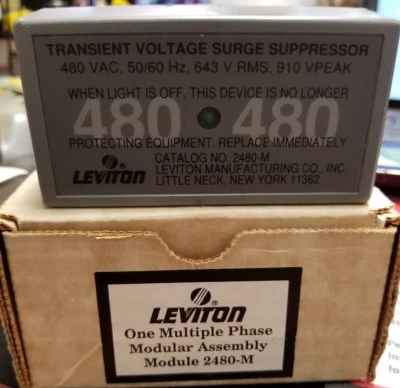 TRANSIENT VOLTAGE SURGE SUPPRESSOR
480 VAC, 50/60 Hz, 643 V RMS, 910 VPEAK
WHEN LIGHT IS OFF, THIS DEVICE IS NO LONGER
480 480
PROTECTING EQUIPMENT. REPLACE IMMEDIATELY
CATALOG NO. 2480-M
LEVITON
LEVITON MANUFACTURING CO., INC.
LITTLE NECK, NEW YORK 11362
LEVITON
One Multiple Phase
Modular Assembly
Module 2480-M